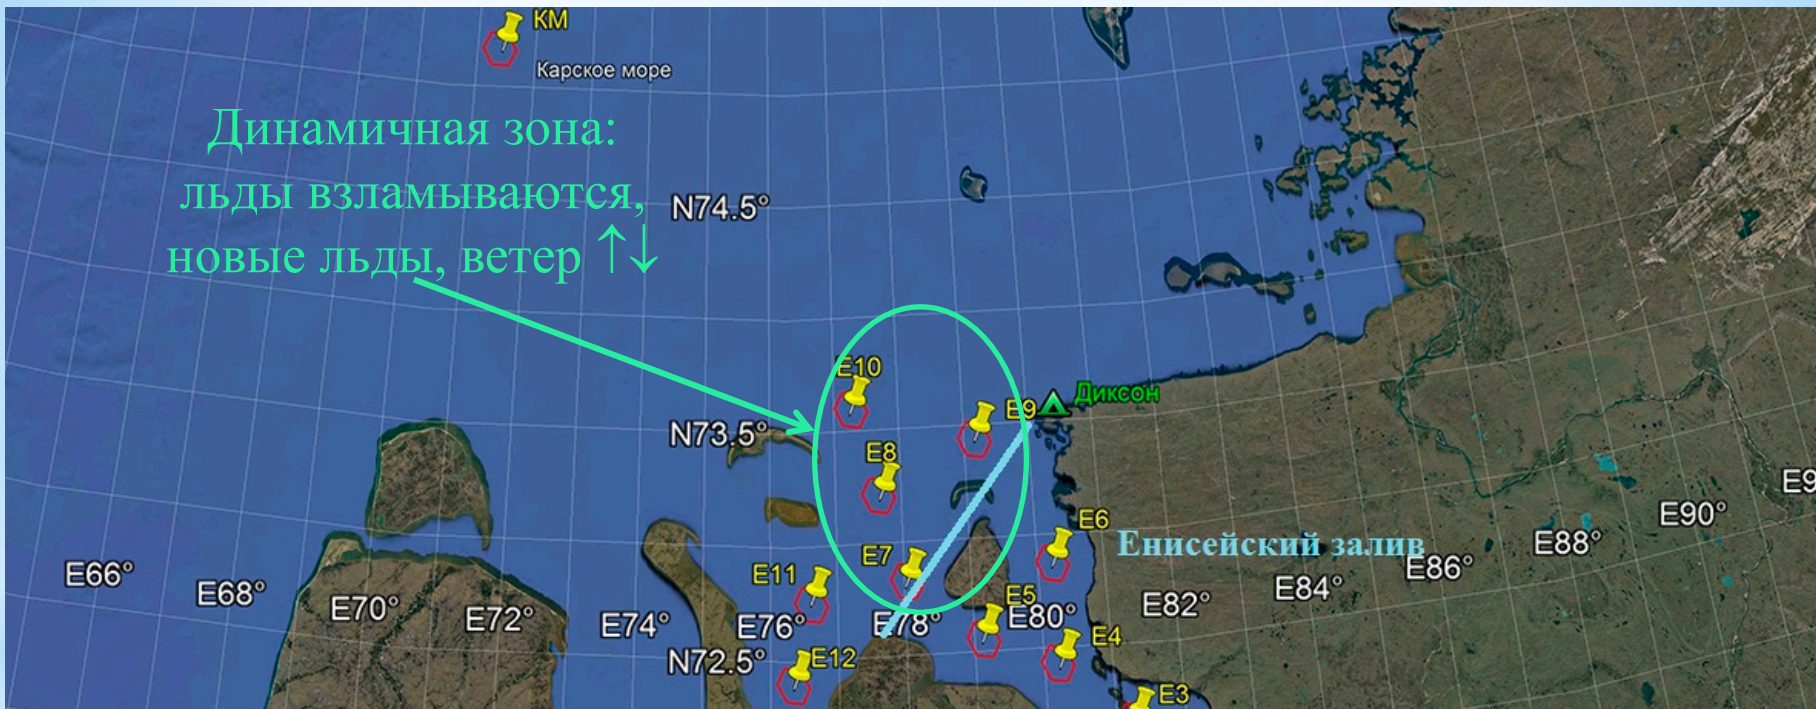 КМ
Карское море
Динамичная зона:
льды взламываются,
новые льды, ветер ↑↓
N74.5°
E10
Диксон
E9
N73.5°
E8
E90°
E6
Енисейский залив
E88°
E7
E86°
E11
E66°
E68°
E84°
E70°
E72°
E5
E82°
E74°
E76°
E78°
E80°
E4
N72.5°
E12
E3